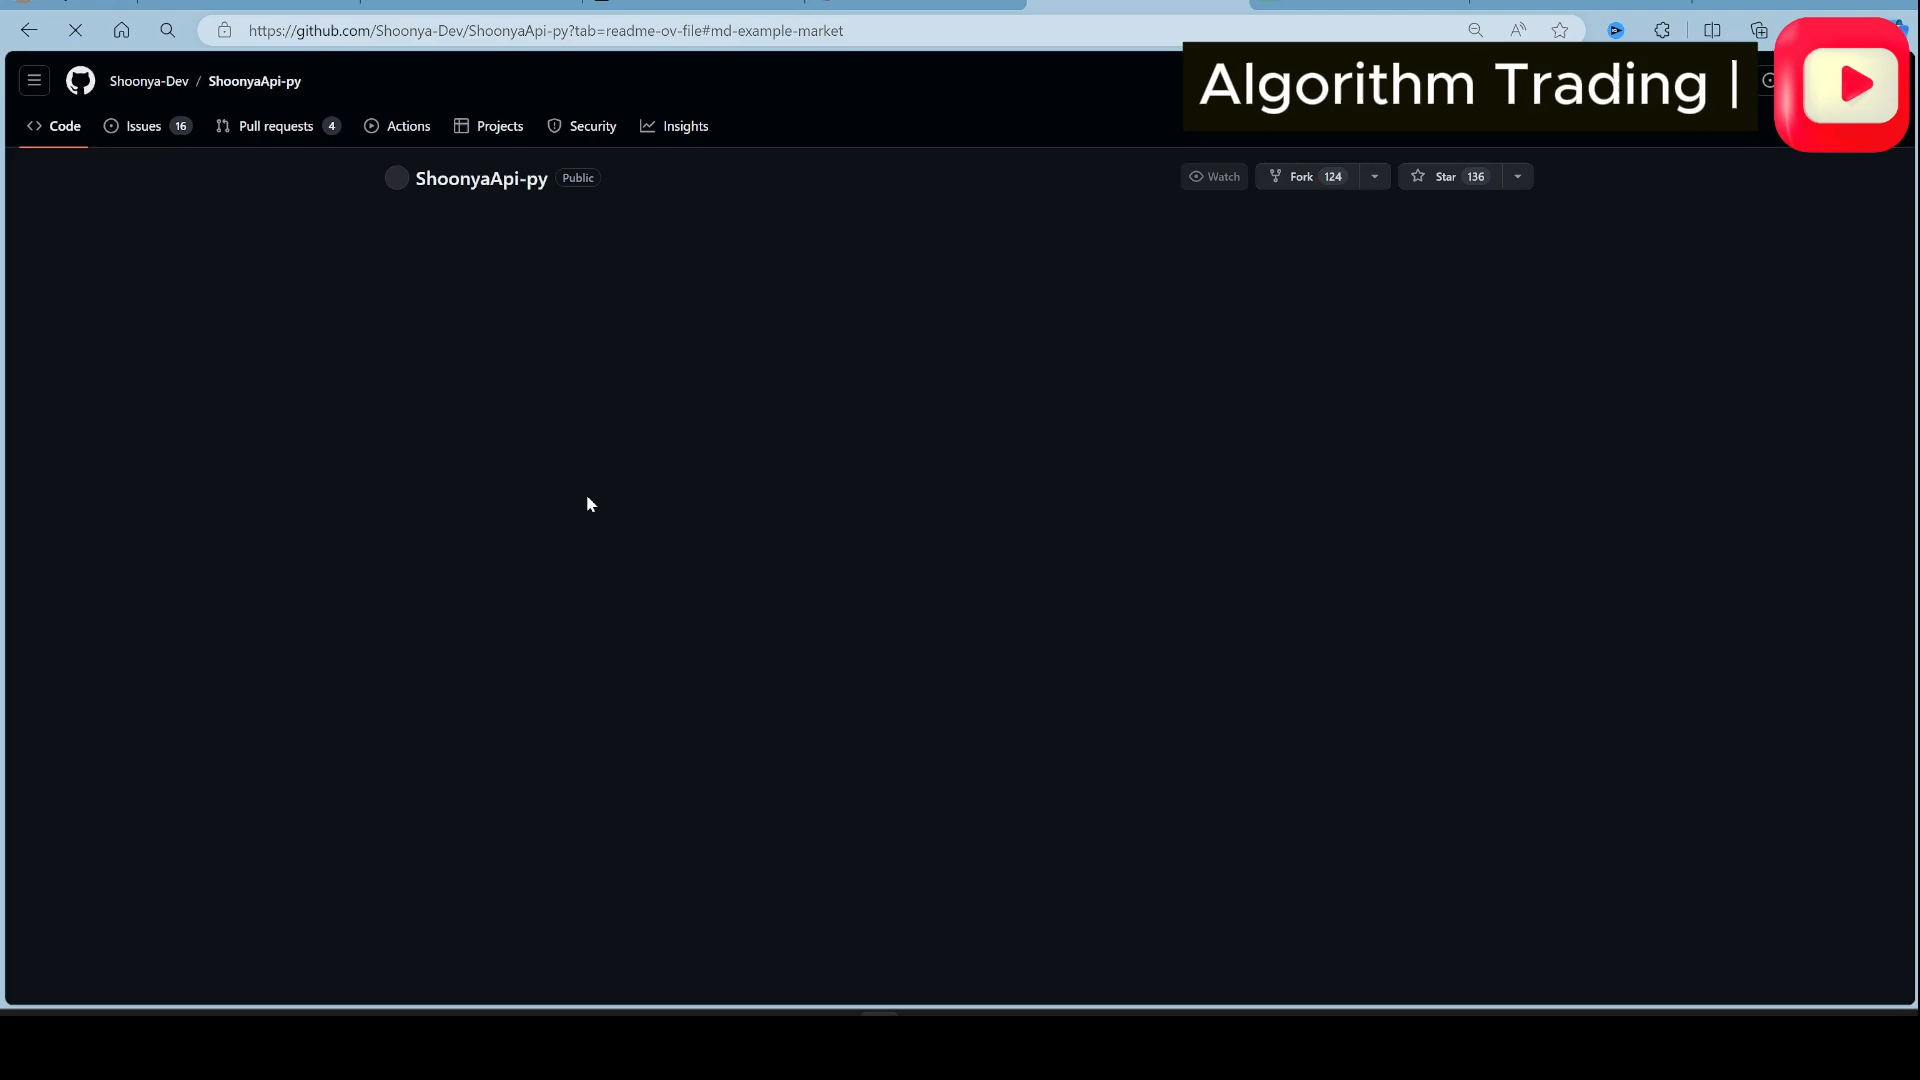 https://github.com/Shoonya-Dev/ShoonyaApi-py?tab=readme-ov-file#md-example-market
Algorithm Trading |
Shoonya-Dev / ShoonyaApi-py
Code Issues 16 Pull requests 4 Actions Projects Security Insights
ShoonyaApi-py Public
Watch Fork 124 Star 136